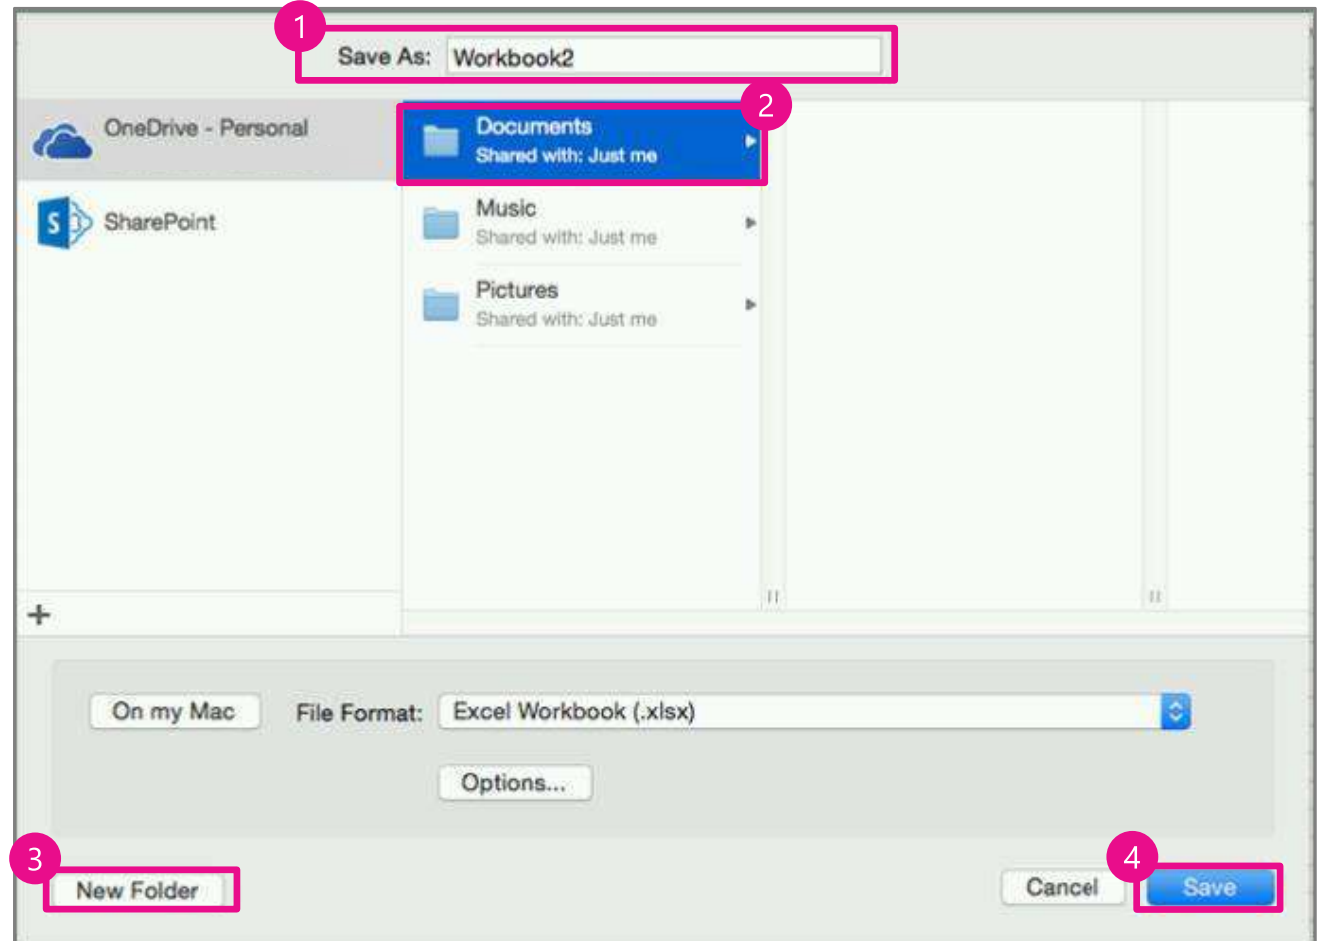 1
Save As: Workbook2
2
OneDrive - Personal
Documents
Shared with: Just me
S
SharePoint
Music
Shared with: Just me
Pictures
Shared with: Just me
On my Mac File Format: Excel Workbook (.xlsx)
Options...
3
4
New Folder Cancel Save